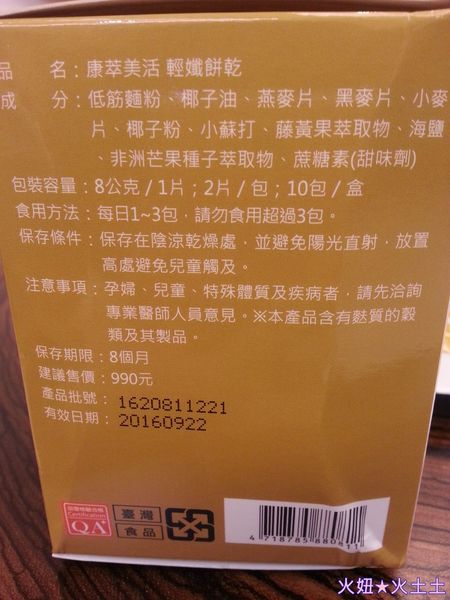 品　　名：康萃美活 輕孅餅乾
成　　分：低筋麵粉、椰子油、燕麥片、黑麥片、小麥
片、椰子粉、小蘇打、藤黃果萃取物、海鹽
、非洲芒果種子萃取物、蔗糖素(甜味劑)
包裝容量：8公克/1片；2片/包；10包/盒
食用方法：每日1~3包，請勿食用超過3包。
保存條件：保存在陰涼乾燥處，並避免陽光直射，放置
高處避免兒童觸及。
注意事項：孕婦、兒童、特殊體質及疾病者，請先洽詢
專業醫師人員意見。※本產品含有麩質的穀
類及其製品。
保存期限：8個月
建議售價：990元
產品批號：1620811221
有效日期：20160922
Certification
QA+
臺灣
食品
4 718785 880811
火妞★火土土